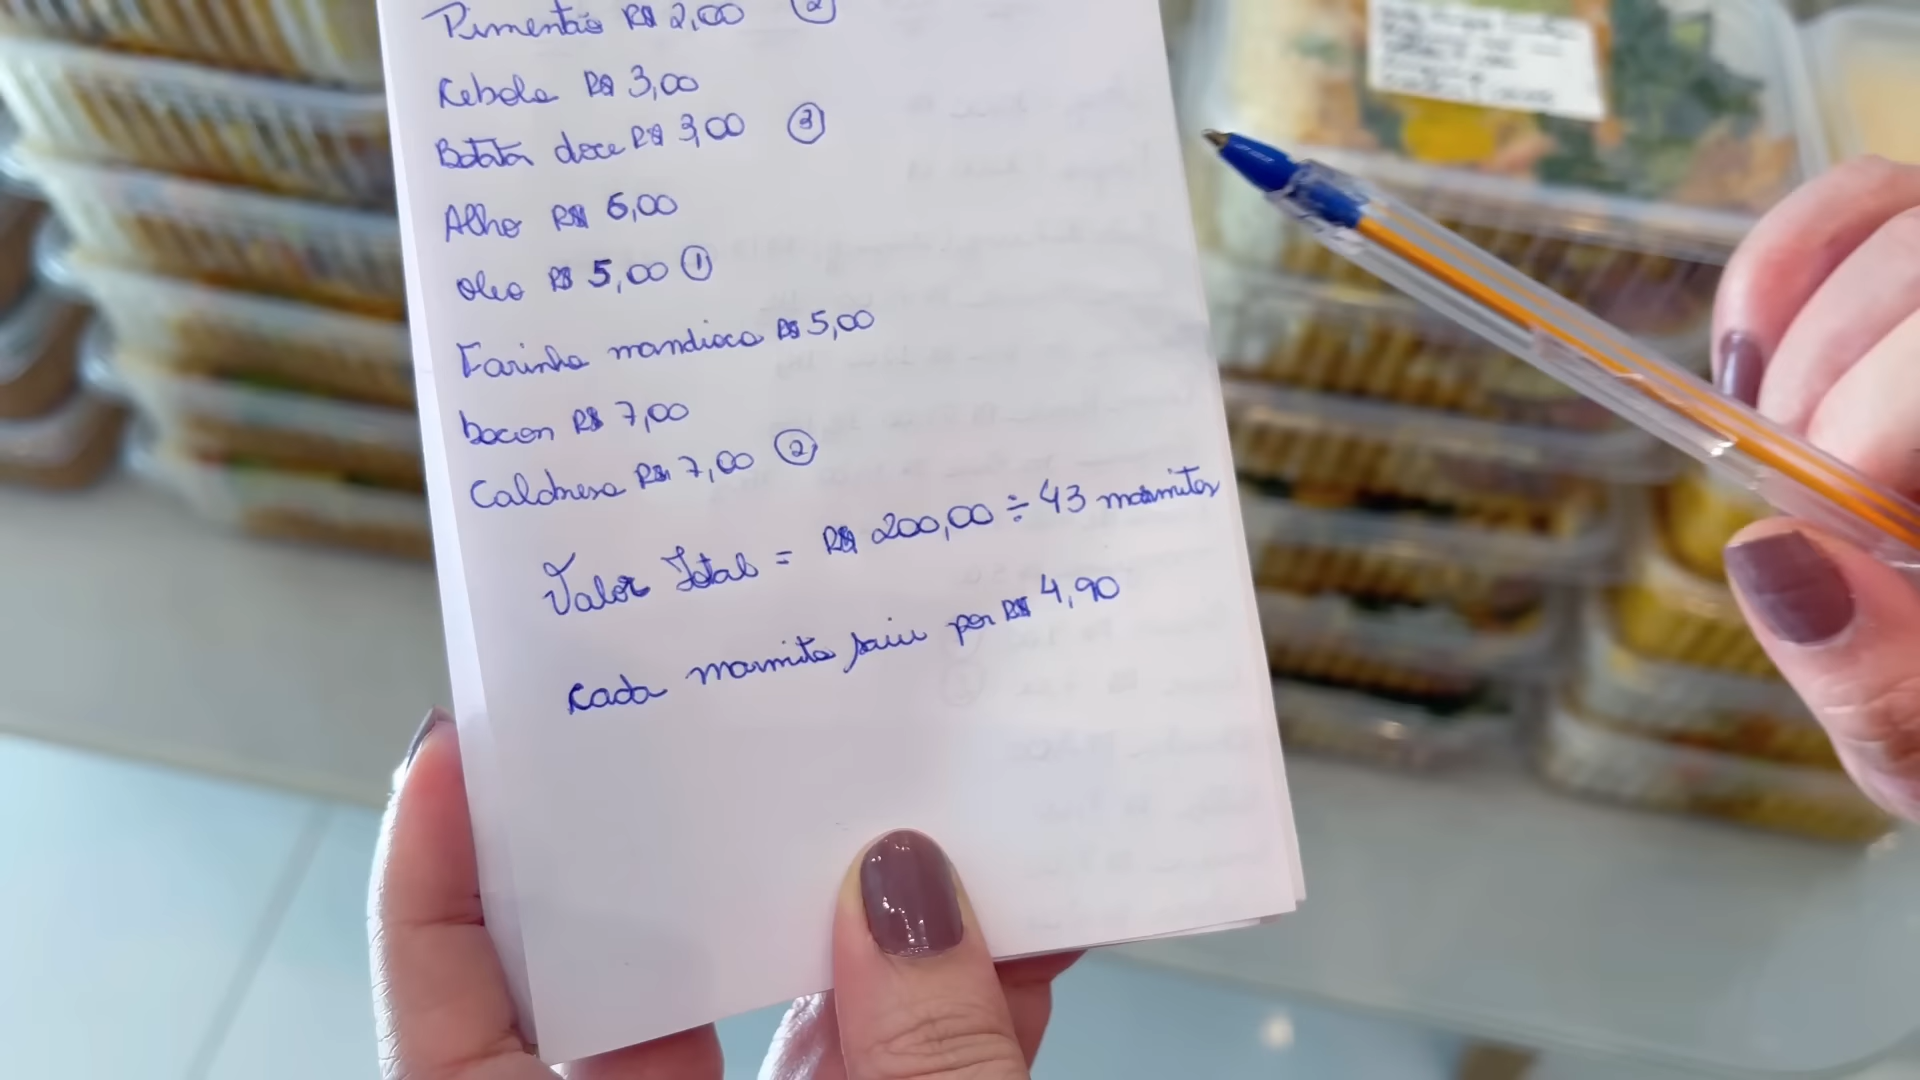 Pimentão R$ 2,00 2
Cebola R$ 3,00
Batata doce R$ 3,00 3
Alho R$ 6,00
oleo R$ 5,00 1
Farinha mandioca R$ 5,00
bacon R$ 7,00
Calabresa R$ 7,00 2
Valor Total = R$ 200,00 ÷ 43 marmitas
cada marmita saiu por R$ 4,90